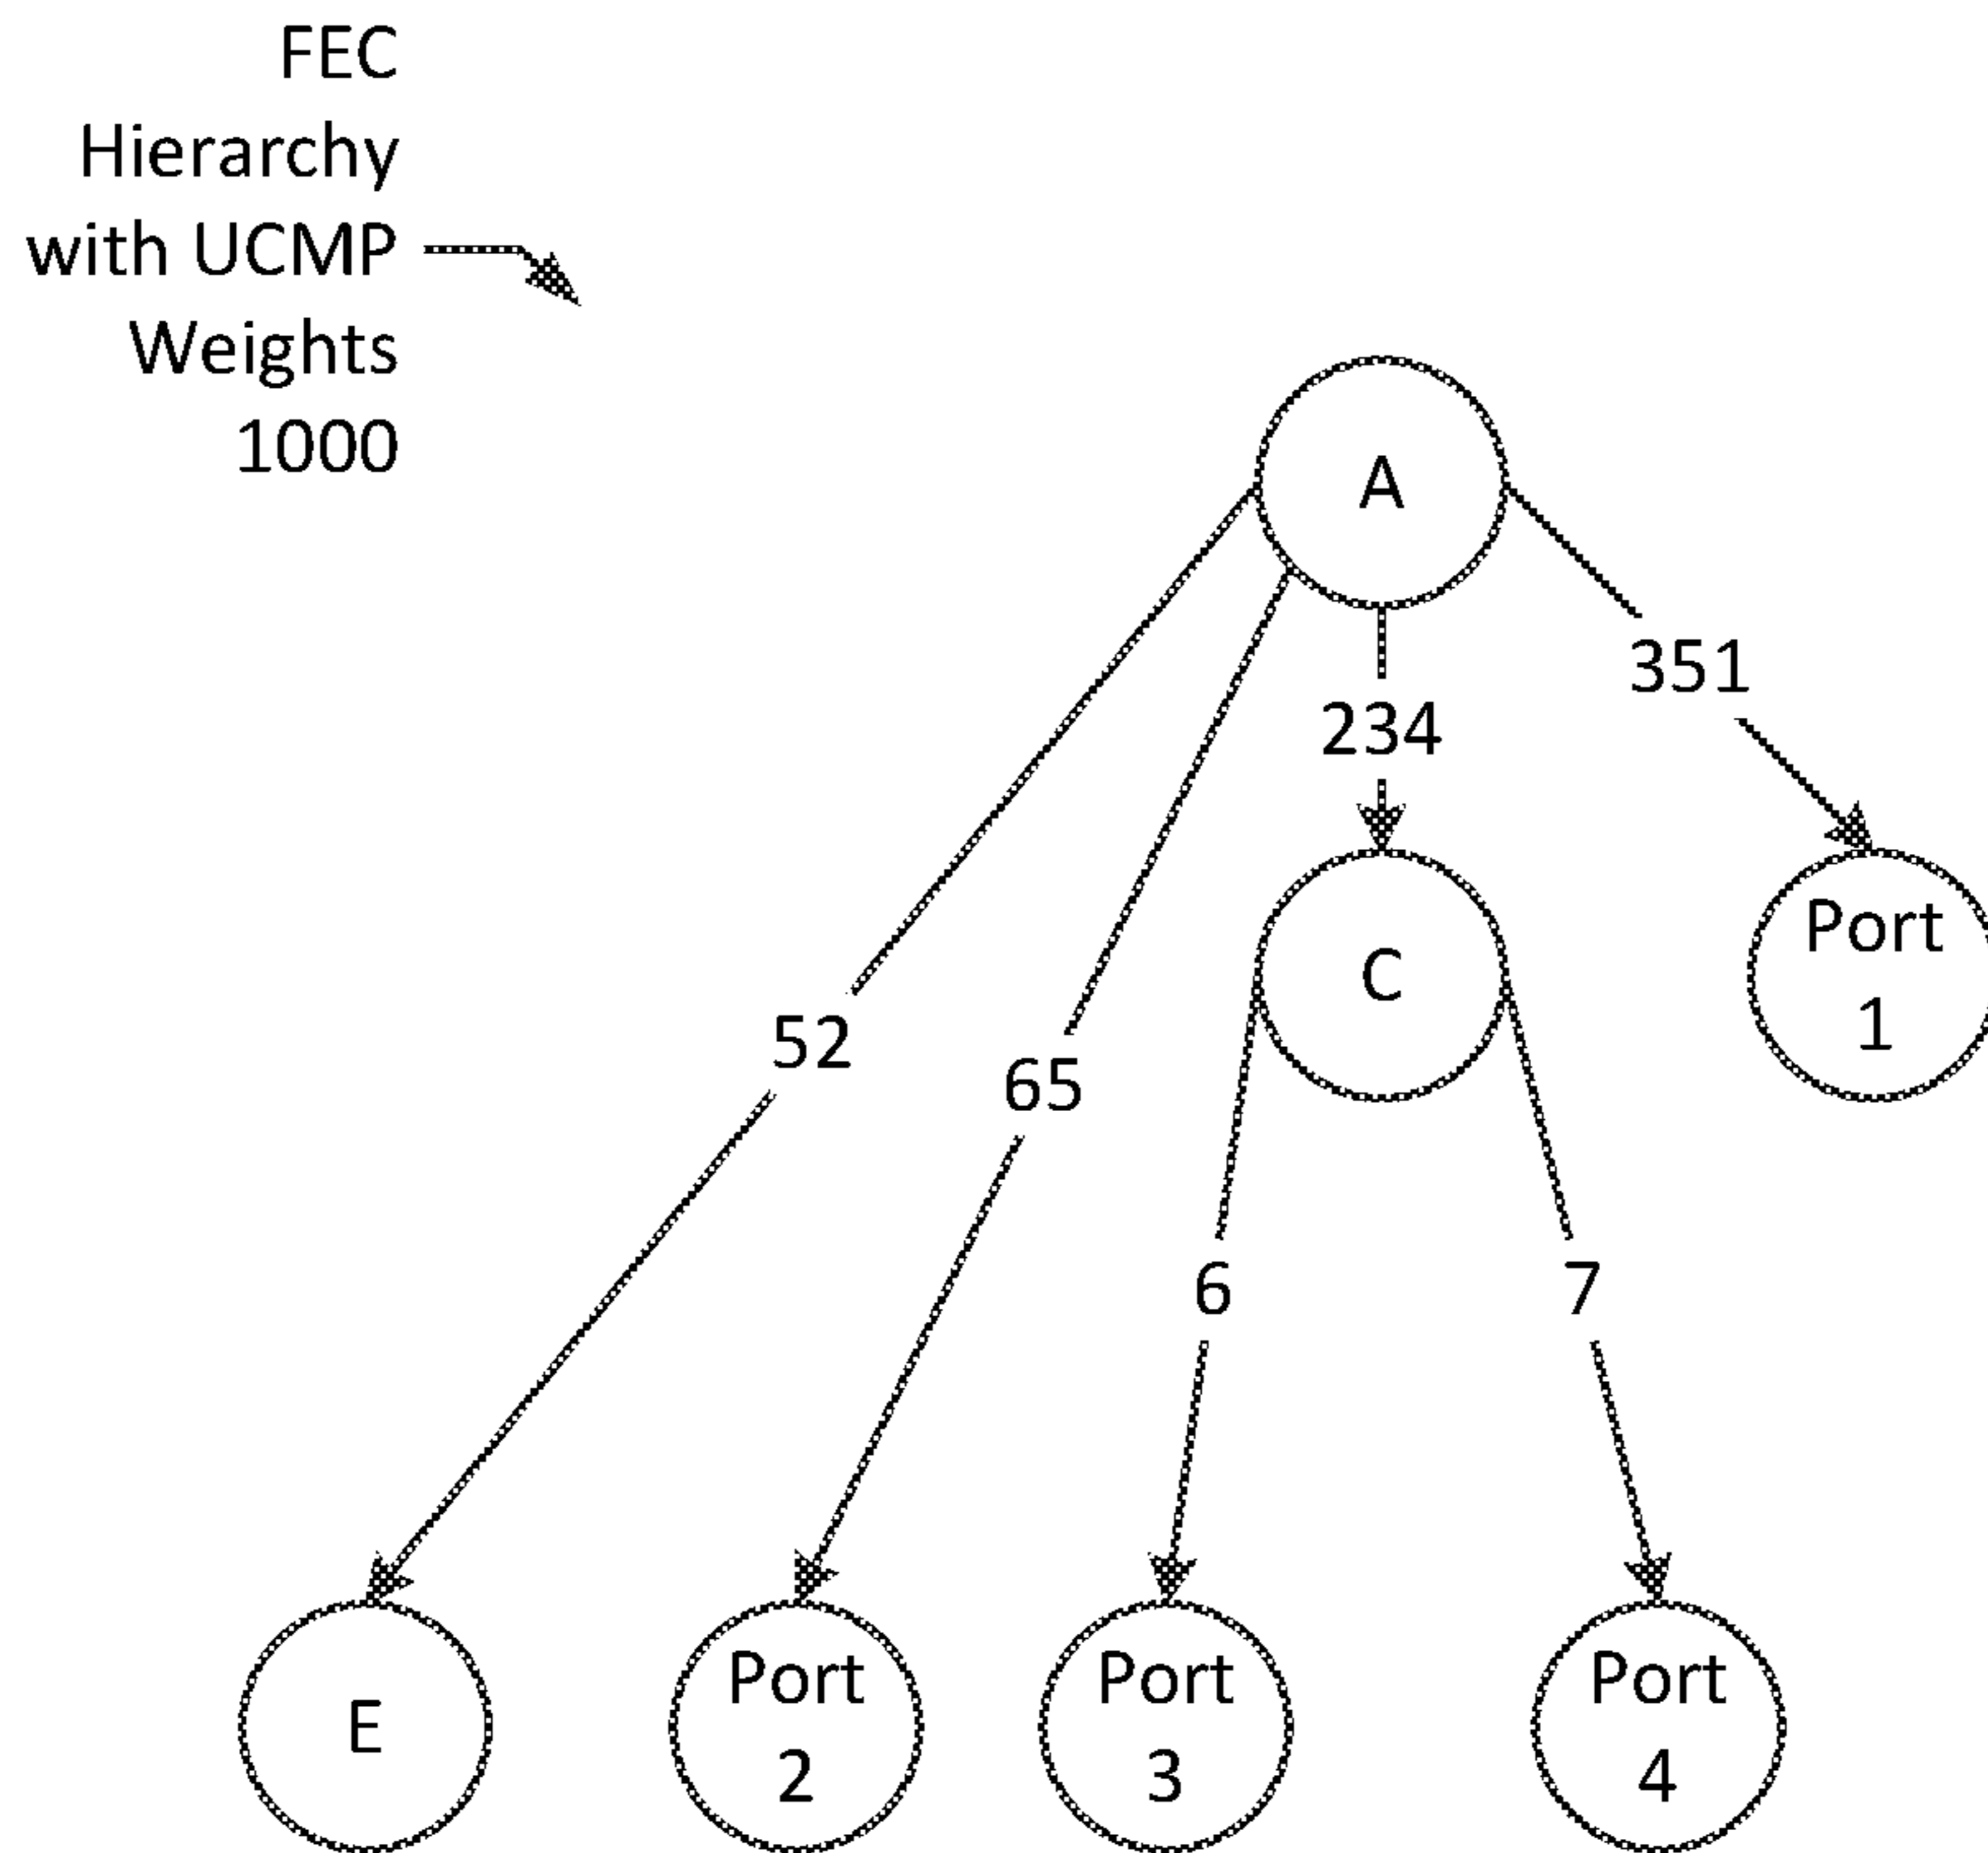 FEC
Hierarchy
with UCMP
Weights
1000
A
351
234
C
Port
1
52
65
6
7
E
Port
2
Port
3
Port
4